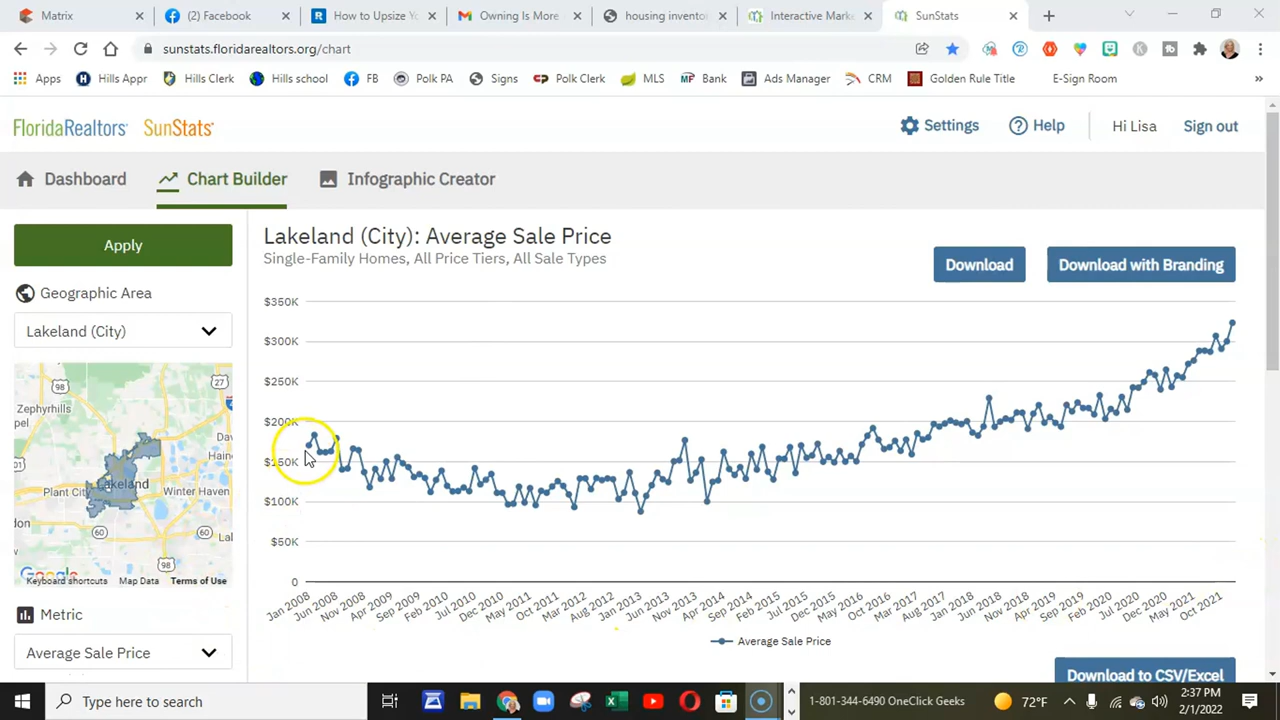 Matrix
(2) Facebook
How to Upsize Yo
Owning Is More
housing invento
Interactive Marke
SunStats
sunstats.floridarealtors.org/chart
Apps
Hills Appr
Hills Clerk
Hills school
FB
Polk PA
Signs
Polk Clerk
MLS
Bank
Ads Manager
CRM
Golden Rule Title
E-Sign Room
FloridaRealtors SunStats
Settings
Help
Hi Lisa
Sign out
Dashboard
Chart Builder
Infographic Creator
Apply
Lakeland (City): Average Sale Price
Single-Family Homes, All Price Tiers, All Sale Types
Download
Download with Branding
Geographic Area
Lakeland (City)
98
27
Zephyrhills
Plant City
Lakeland
Winter Haven
60
60
98
Google
Keyboard shortcuts
Map Data
Terms of Use
Metric
Average Sale Price
$350K
$300K
$250K
$200K
$150K
$100K
$50K
0
Jan 2008
Jun 2008
Nov 2008
Apr 2009
Sep 2009
Feb 2010
Jul 2010
Dec 2010
May 2011
Oct 2011
Mar 2012
Aug 2012
Jan 2013
Jun 2013
Nov 2013
Apr 2014
Sep 2014
Feb 2015
Jul 2015
Dec 2015
May 2016
Oct 2016
Mar 2017
Aug 2017
Jan 2018
Jun 2018
Nov 2018
Apr 2019
Sep 2019
Feb 2020
Jul 2020
Dec 2020
May 2021
Oct 2021
Average Sale Price
Download to CSV/Excel
Type here to search
1-801-344-6490 OneClick Geeks
72°F
2:37 PM
2/1/2022